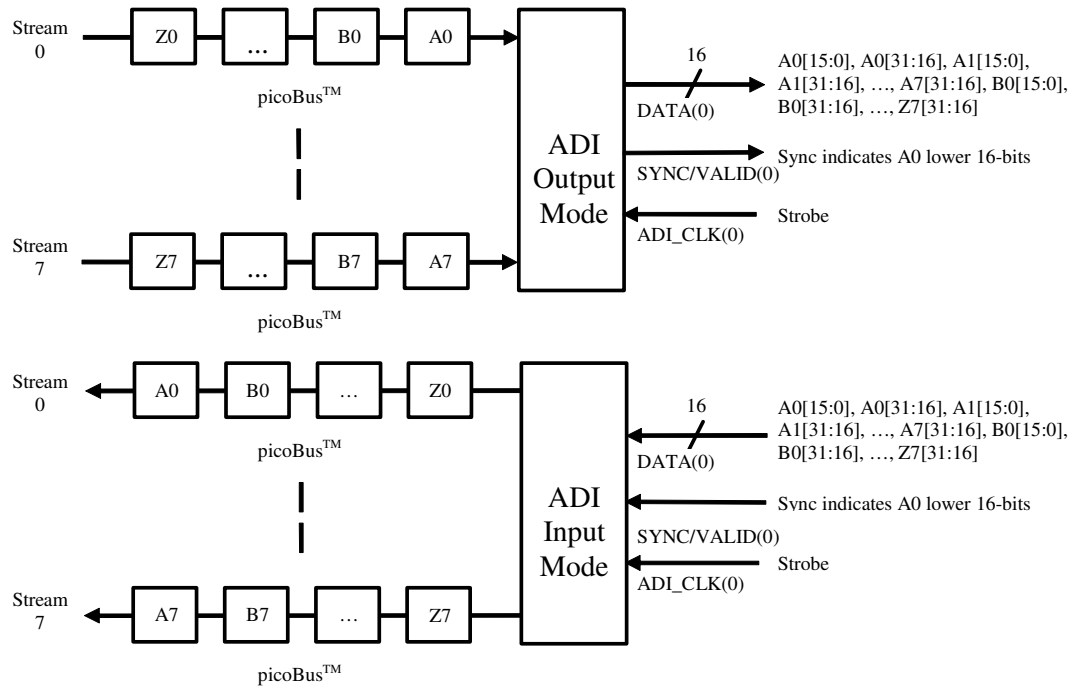 Stream
0
Z0
...
B0
A0
picoBus™
ADI
Output
Mode
16
DATA(0)
A0[15:0], A0[31:16], A1[15:0],
A1[31:16], …, A7[31:16], B0[15:0],
B0[31:16], …, Z7[31:16]
SYNC/VALID(0)
Sync indicates A0 lower 16-bits
ADI_CLK(0)
Strobe
Stream
7
Z7
...
B7
A7
picoBus™
Stream
0
A0
B0
…
Z0
picoBus™
ADI
Input
Mode
16
DATA(0)
A0[15:0], A0[31:16], A1[15:0],
A1[31:16], …, A7[31:16], B0[15:0],
B0[31:16], …, Z7[31:16]
Sync indicates A0 lower 16-bits
SYNC/VALID(0)
Strobe
ADI_CLK(0)
Stream
7
A7
B7
…
Z7
picoBus™